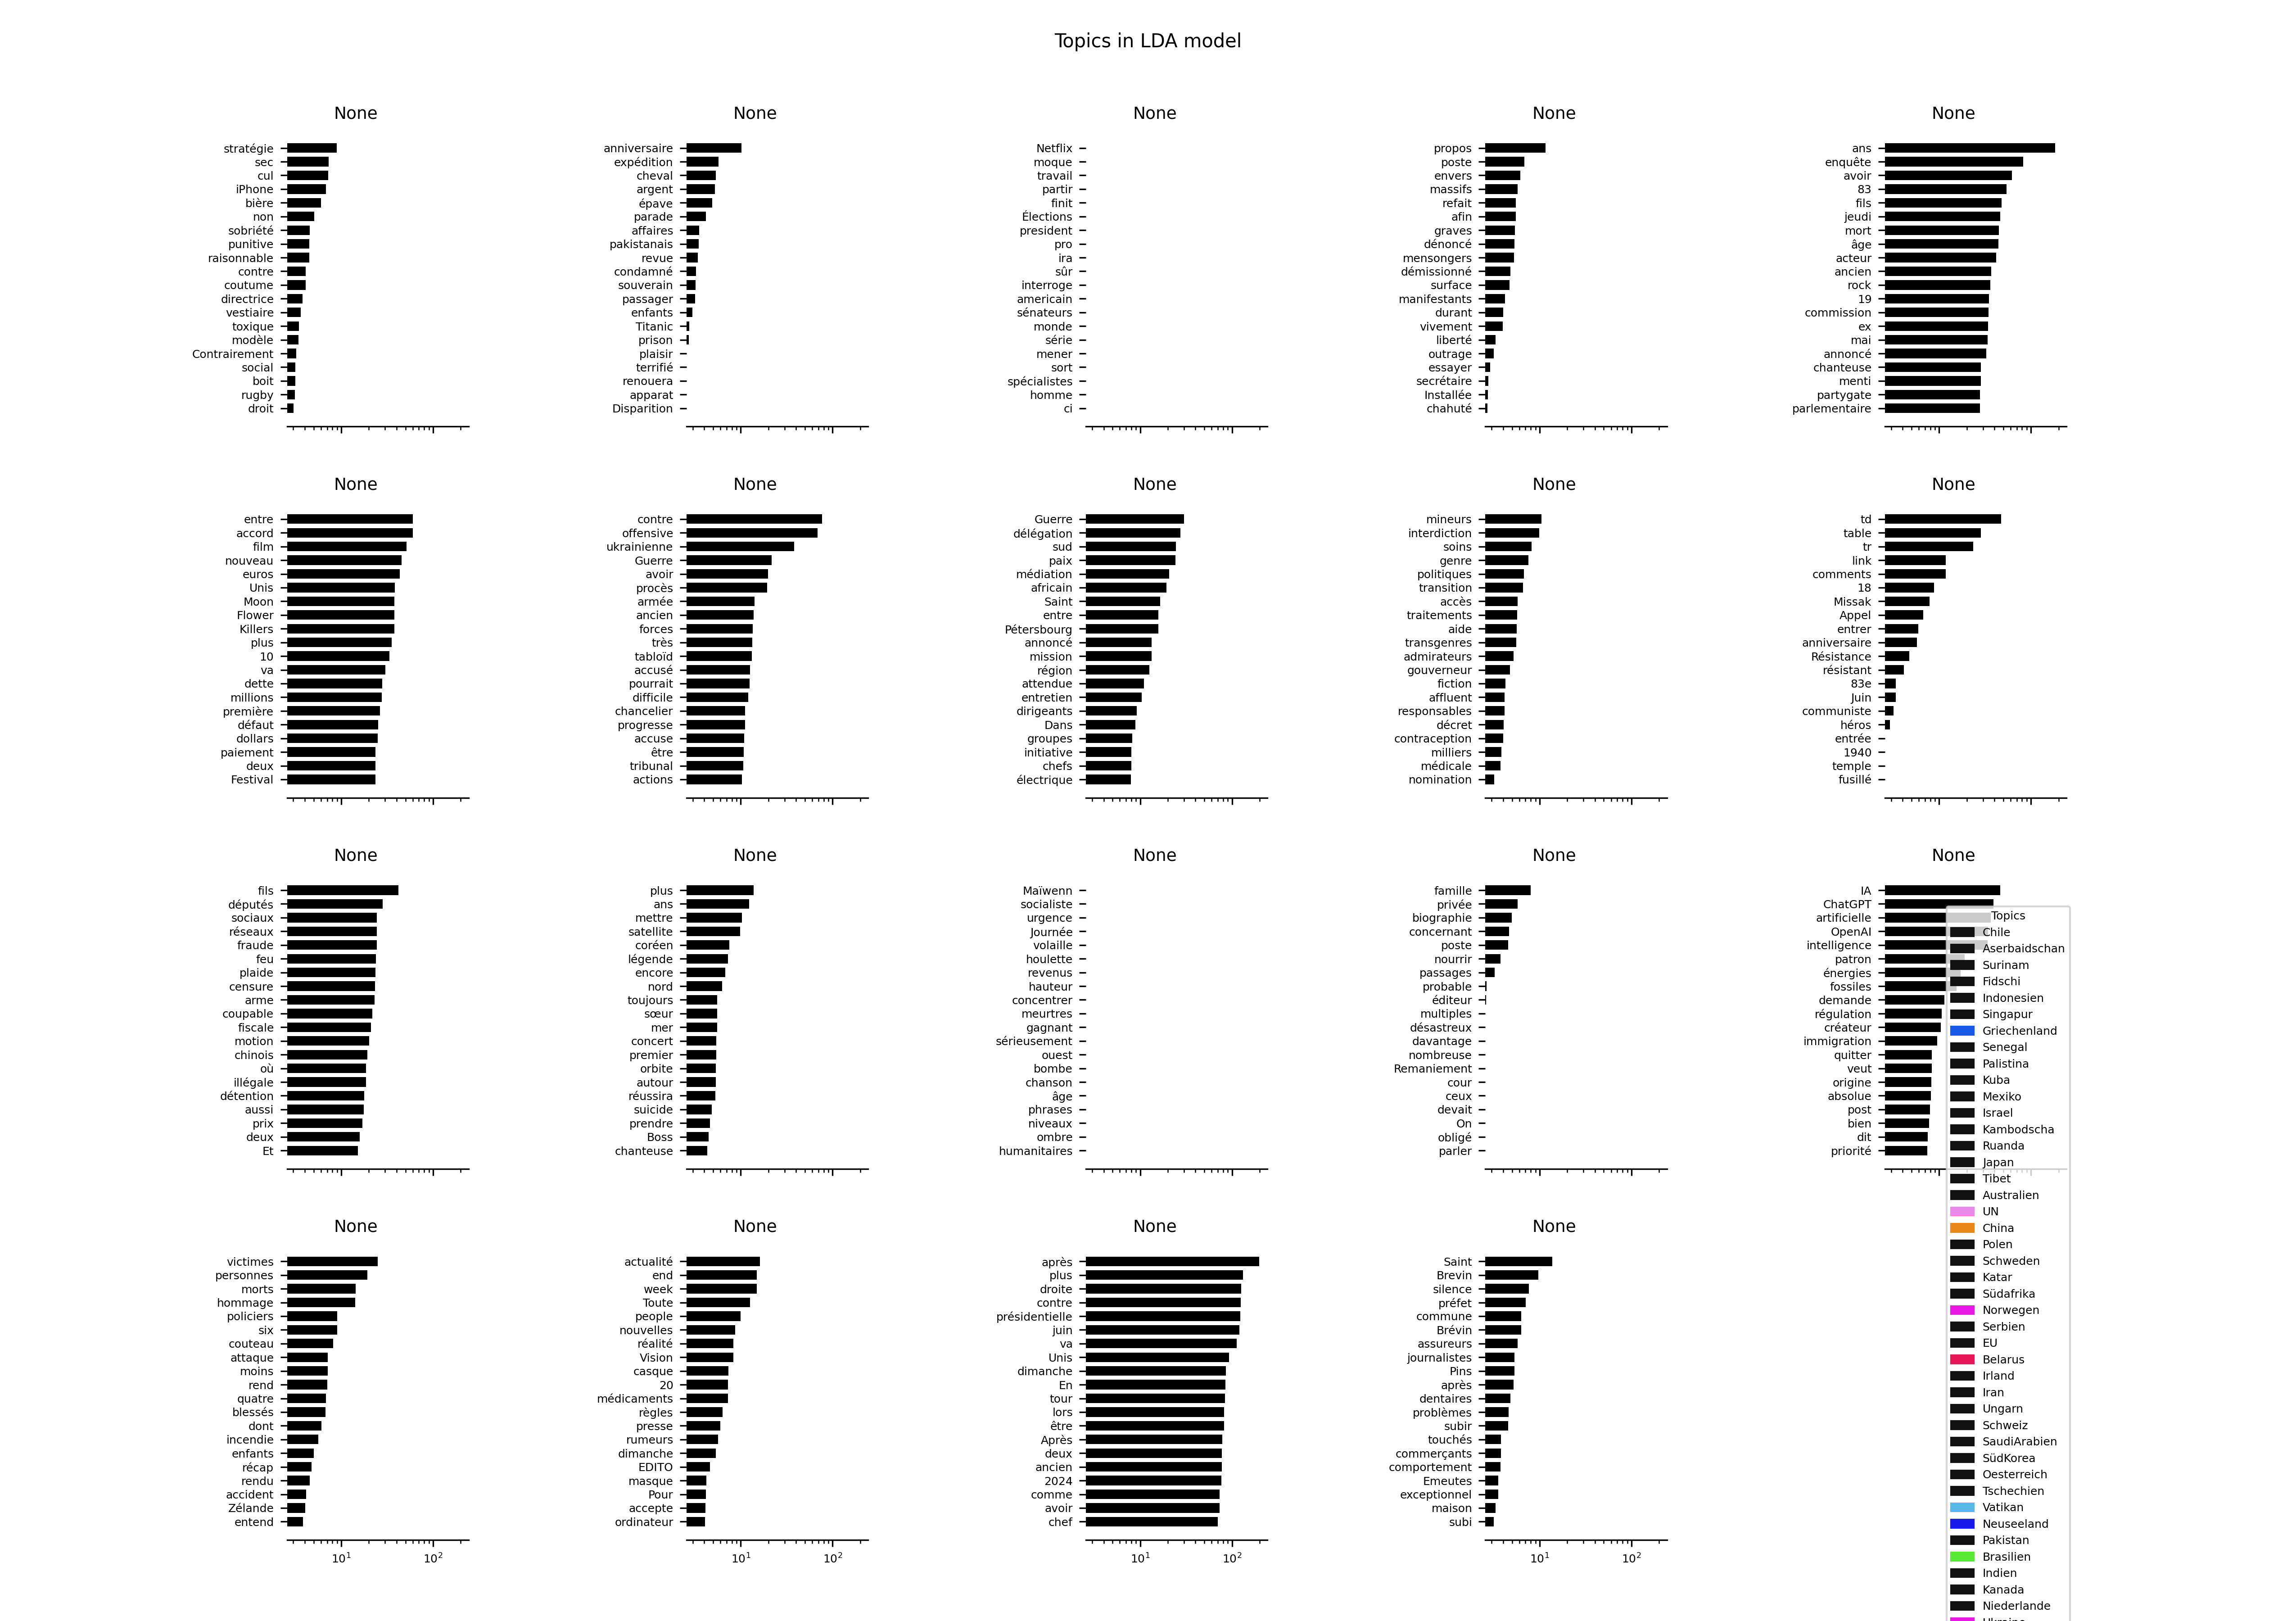 Topics in LDA model
None
stratégie
sec
cul
iPhone
bière
non
sobriété
punitive
raisonnable
contre
coutume
directrice
vestiaire
toxique
modèle
Contrairement
social
boit
rugby
droit
None
anniversaire
expédition
cheval
argent
épave
parade
affaires
pakistanais
revue
condamné
souverain
passager
enfants
Titanic
prison
plaisir
terrifié
renouera
apparat
Disparition
None
Netflix
moque
travail
partir
finit
Élections
president
pro
ira
sûr
interroge
americain
sénateurs
monde
série
mener
sort
spécialistes
homme
ci
None
propos
poste
envers
massifs
refait
afin
graves
dénoncé
mensongers
démissionné
surface
manifestants
durant
vivement
liberté
outrage
essayer
secrétaire
Installée
chahuté
None
ans
enquête
avoir
83
fils
jeudi
mort
âge
acteur
ancien
rock
19
commission
ex
mai
annoncé
chanteuse
menti
partygate
parlementaire
None
entre
accord
film
nouveau
euros
Unis
Moon
Flower
Killers
plus
10
va
dette
millions
première
défaut
dollars
paiement
deux
Festival
None
contre
offensive
ukrainienne
Guerre
avoir
procès
armée
ancien
forces
très
tabloïd
accusé
pourrait
difficile
chancelier
progresse
accuse
être
tribunal
actions
None
Guerre
délégation
sud
paix
médiation
africain
Saint
entre
Pétersbourg
annoncé
mission
région
attendue
entretien
dirigeants
Dans
groupes
initiative
chefs
électrique
None
mineurs
interdiction
soins
genre
politiques
transition
accès
traitements
aide
transgenres
admirateurs
gouverneur
fiction
affluent
responsables
décret
contraception
milliers
médicale
nomination
None
td
table
tr
link
comments
18
Missak
Appel
entrer
anniversaire
Résistance
résistant
83e
Juin
communiste
héros
entrée
1940
temple
fusillé
None
fils
députés
sociaux
réseaux
fraude
feu
plaide
censure
arme
coupable
fiscale
motion
chinois
où
illégale
détention
aussi
prix
deux
Et
None
plus
ans
mettre
satellite
coréen
légende
encore
nord
toujours
sœur
mer
concert
premier
orbite
autour
réussira
suicide
prendre
Boss
chanteuse
None
Maïwenn
socialiste
urgence
Journée
volaille
houlette
revenus
hauteur
concentrer
meurtres
gagnant
sérieusement
ouest
bombe
chanson
âge
phrases
niveaux
ombre
humanitaires
None
famille
privée
biographie
concernant
poste
nourrir
passages
probable
éditeur
multiples
désastreux
davantage
nombreuse
Remaniement
cour
ceux
devait
On
obligé
parler
None
IA
ChatGPT
artificielle
OpenAI
intelligence
patron
énergies
fossiles
demande
régulation
créateur
immigration
quitter
veut
origine
absolue
post
bien
dit
priorité
None
victimes
personnes
morts
hommage
policiers
six
couteau
attaque
moins
rend
quatre
blessés
dont
incendie
enfants
récap
rendu
accident
Zélande
entend
10¹ 10²
None
actualité
end
week
Toute
people
nouvelles
réalité
Vision
casque
20
médicaments
règles
presse
rumeurs
dimanche
EDITO
masque
Pour
accepte
ordinateur
10¹ 10²
None
après
plus
droite
contre
présidentielle
juin
va
Unis
dimanche
En
tour
lors
être
Après
deux
ancien
2024
comme
avoir
chef
10¹ 10²
None
Saint
Brevin
silence
préfet
commune
Brévin
assureurs
journalistes
Pins
après
dentaires
problèmes
subir
touchés
commerçants
comportement
Emeutes
exceptionnel
maison
subi
10¹ 10²
Topics
Chile
Aserbaidschan
Surinam
Fidschi
Indonesien
Singapur
Griechenland
Senegal
Palistina
Kuba
Mexiko
Israel
Kambodscha
Ruanda
Japan
Tibet
Australien
UN
China
Polen
Schweden
Katar
Südafrika
Norwegen
Serbien
EU
Belarus
Irland
Iran
Ungarn
Schweiz
SaudiArabien
SüdKorea
Oesterreich
Tschechien
Vatikan
Neuseeland
Pakistan
Brasilien
Indien
Kanada
Niederlande